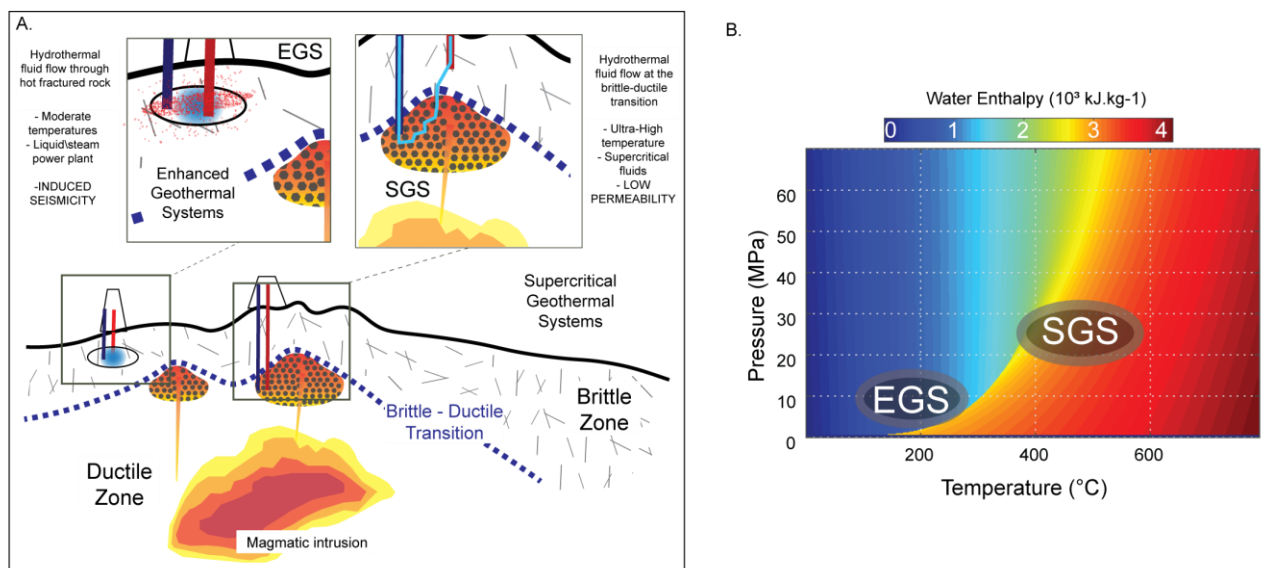 A.
Hydrothermal
fluid flow through
hot fractured rock
- Moderate
temperatures
- Liquid\steam
power plant
-INDUCED
SEISMICITY
EGS
Enhanced
Geothermal
Systems
SGS
Hydrothermal
fluid flow at the
brittle-ductile
transition
- Ultra-High
temperature
- Supercritical
fluids
- LOW
PERMEABILITY
Supercritical
Geothermal
Systems
Brittle - Ductile
Transition
Brittle
Zone
Ductile
Zone
Magmatic intrusion
B.
Water Enthalpy (10³ kJ.kg-1)
0 1 2 3 4
Pressure (MPa)
60
50
40
30
20
10
0
SGS
EGS
200 400 600
Temperature (°C)